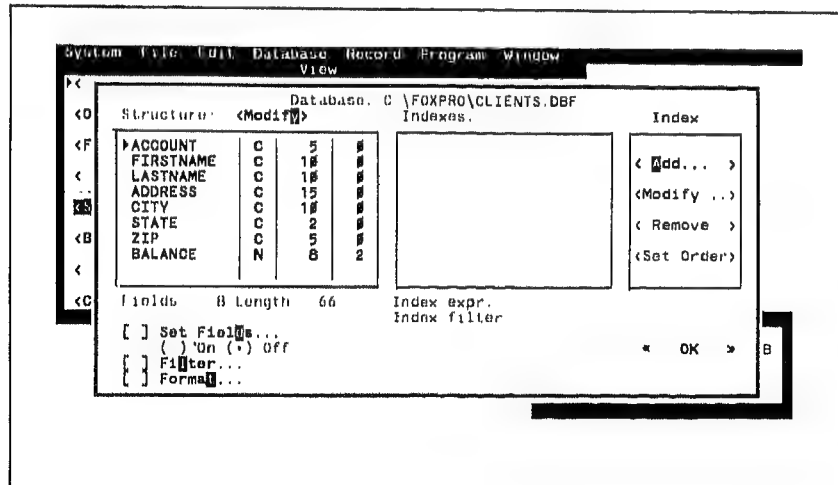 System File Edit Database Record Program Window
View
Database. C \FOXPRO\CLIENTS.DBF
Structure: <Modify> Indexes. Index
<D
<F ▶ACCOUNT C 5 0 < Add... >
FIRSTNAME C 10 0
< LASTNAME C 10 0 <Modify ..>
ADDRESS C 15 0
<S CITY C 10 0 < Remove >
STATE C 2 0
<B ZIP C 5 0 <Set Order>
BALANCE N 8 2
<
<C Fields 8 Length 66 Index expr.
Index filter
[ ] Set Fields...
( ) On (•) Off « OK » B
[ ] Filter...
[ ] Format...